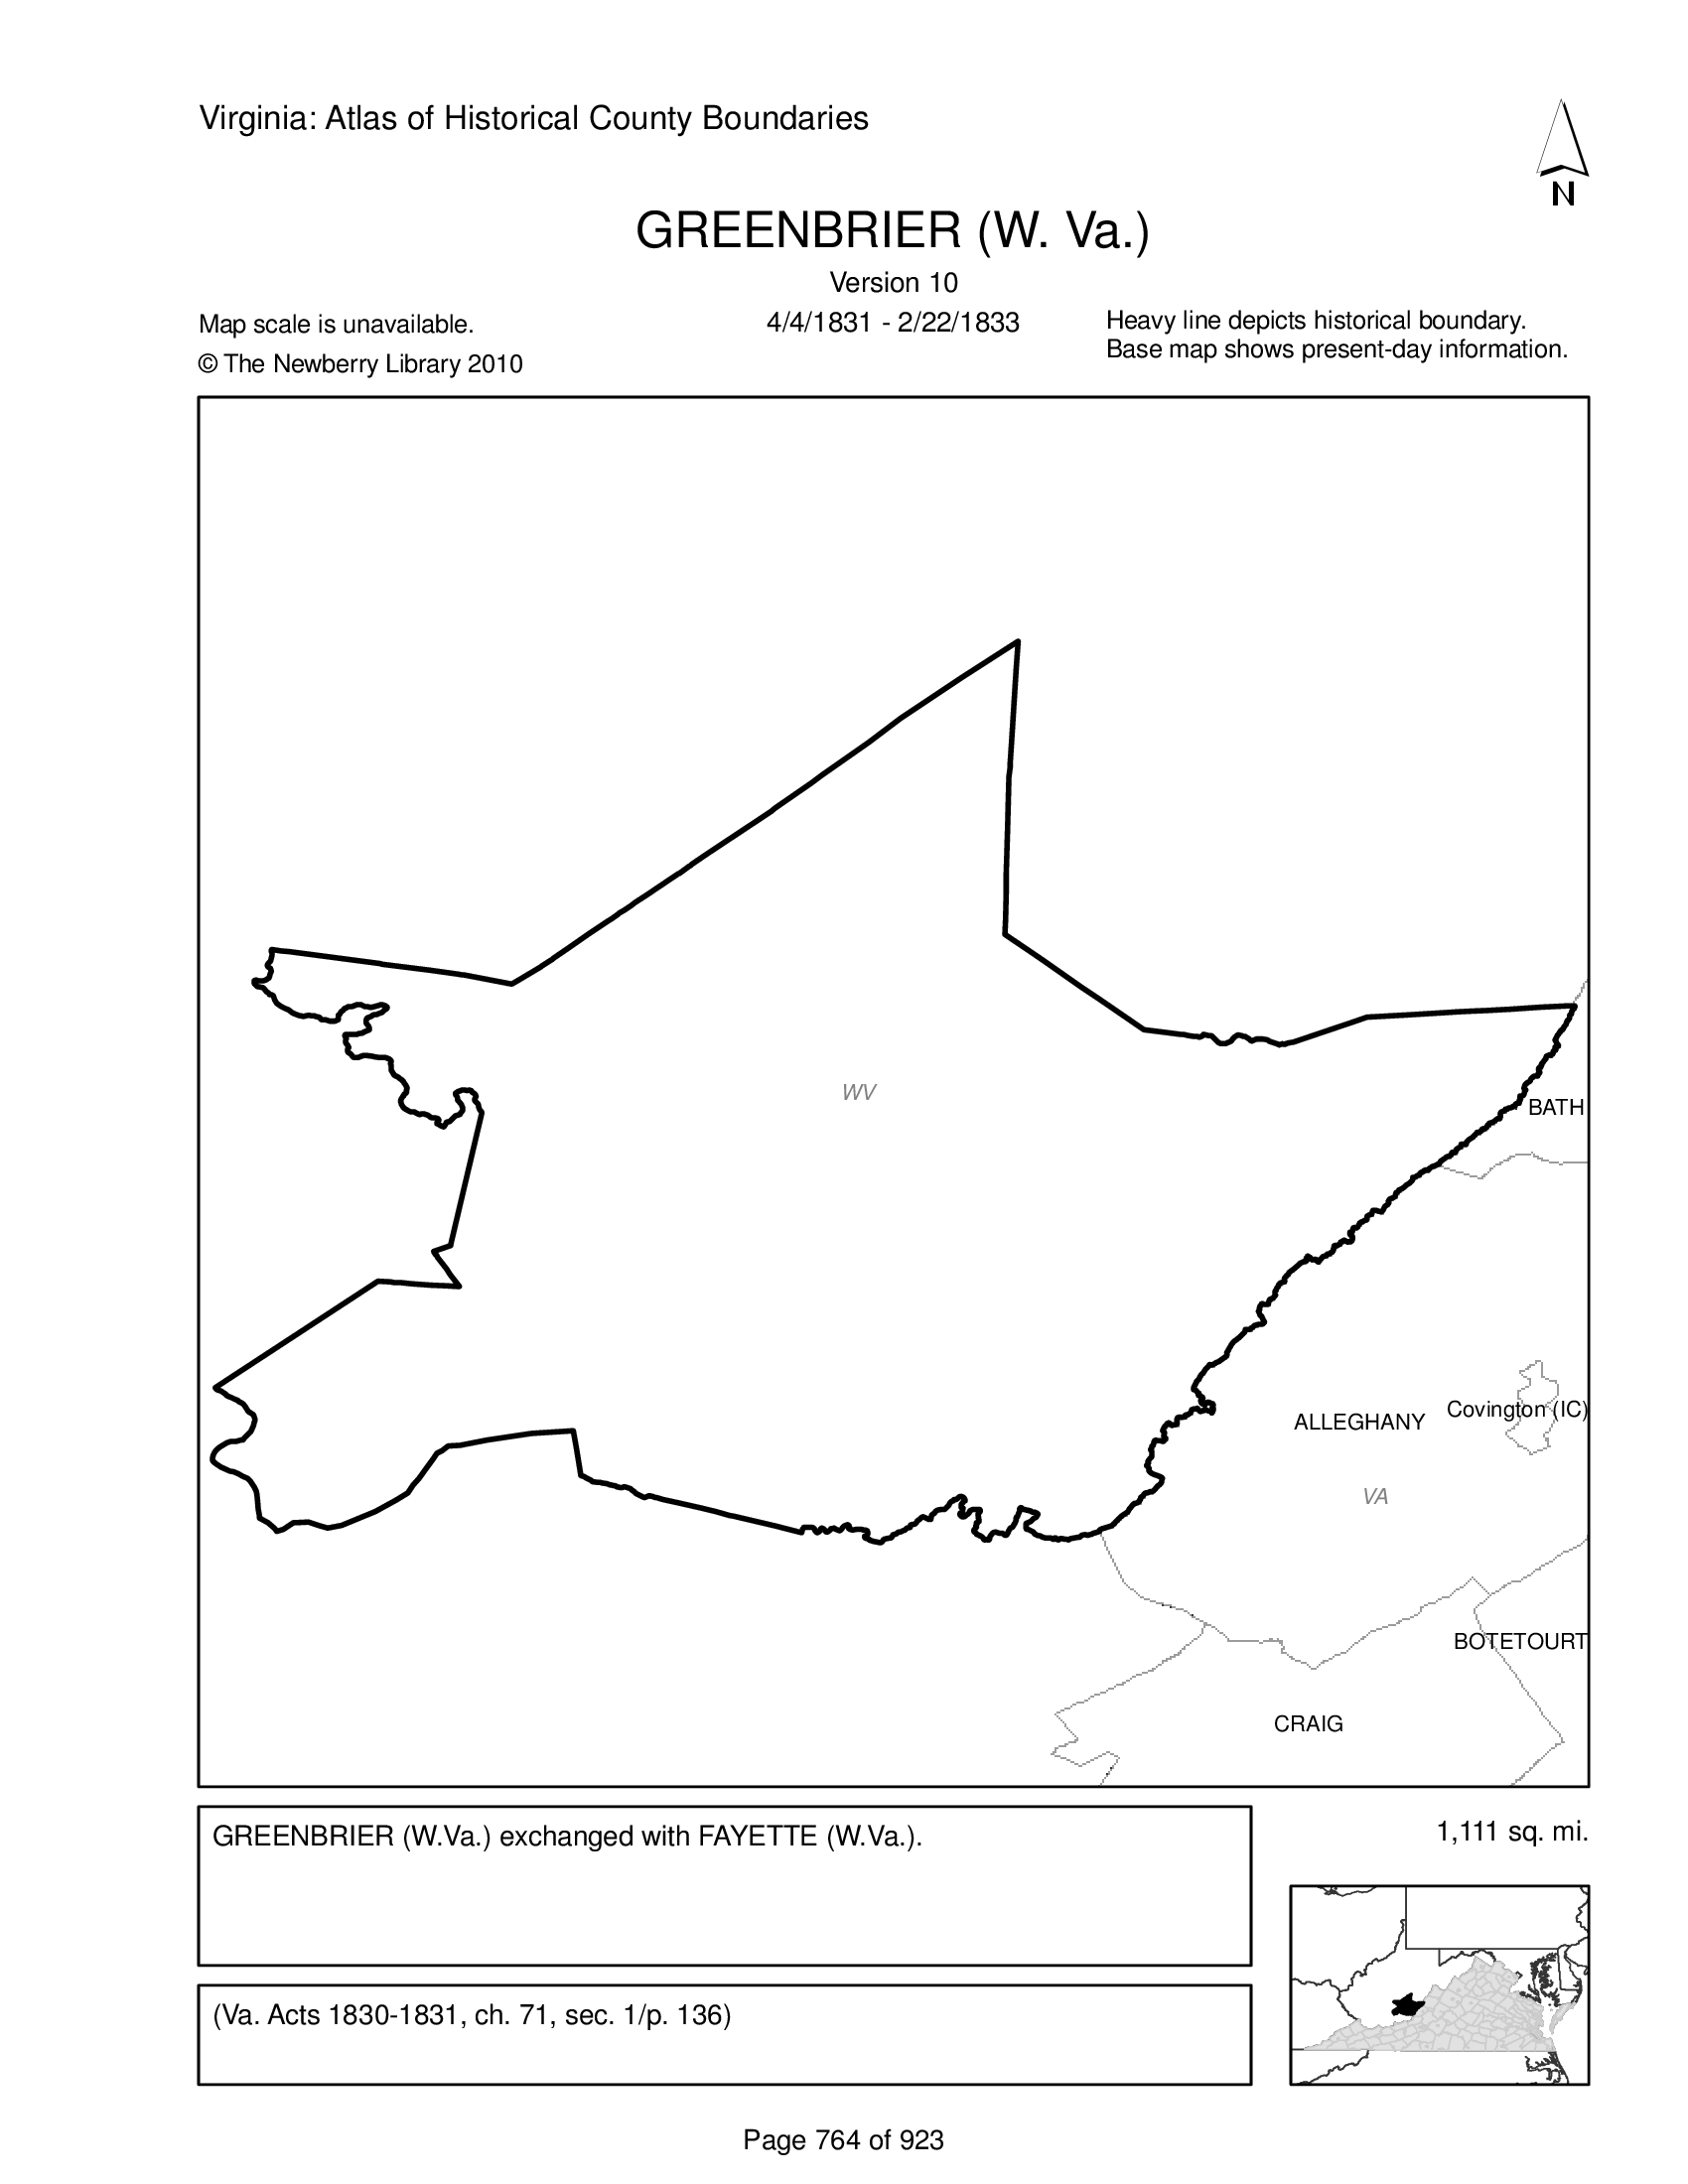 Virginia: Atlas of Historical County Boundaries
N
GREENBRIER (W. Va.)
Version 10
4/4/1831 - 2/22/1833
Map scale is unavailable.
© The Newberry Library 2010
Heavy line depicts historical boundary.
Base map shows present-day information.
WV
BATH
ALLEGHANY
Covington (IC)
VA
BOTETOURT
CRAIG
GREENBRIER (W.Va.) exchanged with FAYETTE (W.Va.).
1,111 sq. mi.
(Va. Acts 1830-1831, ch. 71, sec. 1/p. 136)
Page 764 of 923